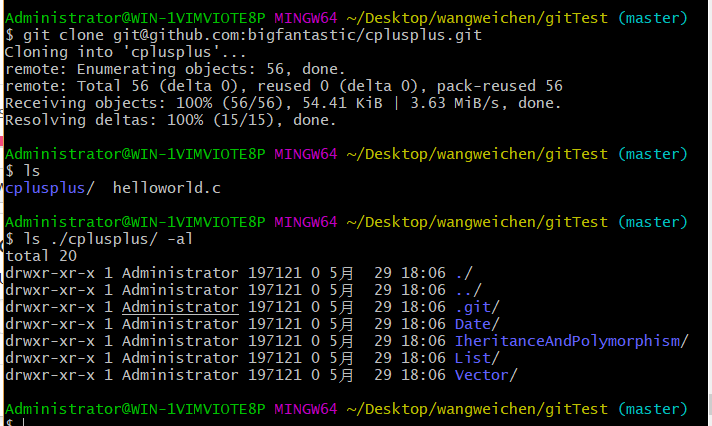 Administrator@WIN-1VIMVIOTE8P MINGW64 ~/Desktop/wangweichen/gitTest (master)
$ git clone git@github.com:bigfantastic/cplusplus.git
Cloning into 'cplusplus'...
remote: Enumerating objects: 56, done.
remote: Total 56 (delta 0), reused 0 (delta 0), pack-reused 56
Receiving objects: 100% (56/56), 54.41 KiB | 3.63 MiB/s, done.
Resolving deltas: 100% (15/15), done.
Administrator@WIN-1VIMVIOTE8P MINGW64 ~/Desktop/wangweichen/gitTest (master)
$ ls
cplusplus/  helloworld.c
Administrator@WIN-1VIMVIOTE8P MINGW64 ~/Desktop/wangweichen/gitTest (master)
$ ls ./cplusplus/ -al
total 20
drwxr-xr-x 1 Administrator 197121 0 5月  29 18:06 ./
drwxr-xr-x 1 Administrator 197121 0 5月  29 18:06 ../
drwxr-xr-x 1 Administrator 197121 0 5月  29 18:06 .git/
drwxr-xr-x 1 Administrator 197121 0 5月  29 18:06 Date/
drwxr-xr-x 1 Administrator 197121 0 5月  29 18:06 IheritanceAndPolymorphism/
drwxr-xr-x 1 Administrator 197121 0 5月  29 18:06 List/
drwxr-xr-x 1 Administrator 197121 0 5月  29 18:06 Vector/
Administrator@WIN-1VIMVIOTE8P MINGW64 ~/Desktop/wangweichen/gitTest (master)
$